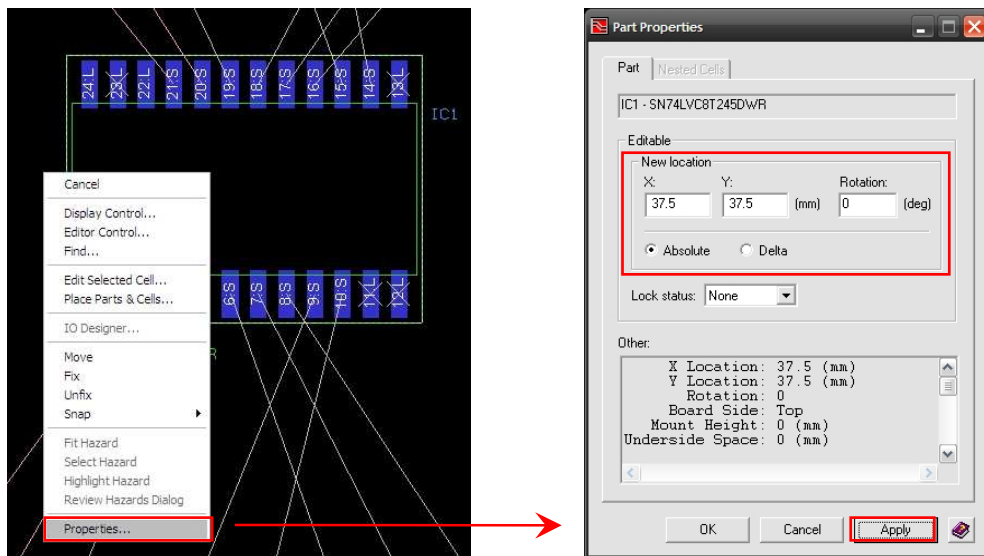 24:L 23:L 22:L 21:S 20:S 19:S 18:S 17:S 16:S 15:S 14:S 13:L
IC1
6:S 7:S 8:S 9:S 10:S 11:L 12:L
R
Cancel
Display Control...
Editor Control...
Find...
Edit Selected Cell...
Place Parts & Cells...
IO Designer...
Move
Fix
Unfix
Snap
Fit Hazard
Select Hazard
Highlight Hazard
Review Hazards Dialog
Properties...
Part Properties
Part Nested Cells
IC1 - SN74LVC8T245DWR
Editable
New location
X: Y: Rotation:
37.5 37.5 (mm) 0 (deg)
Absolute Delta
Lock status: None
Other:
X Location: 37.5 (mm)
Y Location: 37.5 (mm)
Rotation: 0
Board Side: Top
Mount Height: 0 (mm)
Underside Space: 0 (mm)
OK Cancel Apply